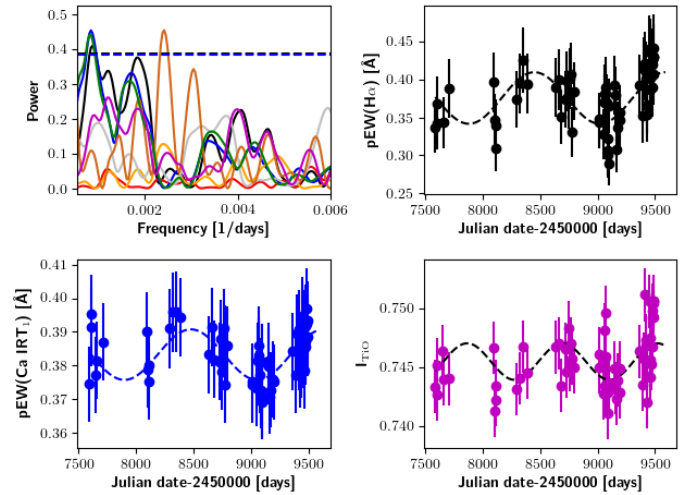 0.5
0.4
0.3
0.2
0.1
0.0
Power
0.002 0.004 0.006
Frequency [1/days]
0.45
0.40
0.35
0.30
0.25
pEW(Hα) [Å]
7500 8000 8500 9000 9500
Julian date-2450000 [days]
0.41
0.40
0.39
0.38
0.37
0.36
pEW(Ca IRT₁) [Å]
7500 8000 8500 9000 9500
Julian date-2450000 [days]
0.750
0.745
0.740
I_TiO
7500 8000 8500 9000 9500
Julian date-2450000 [days]